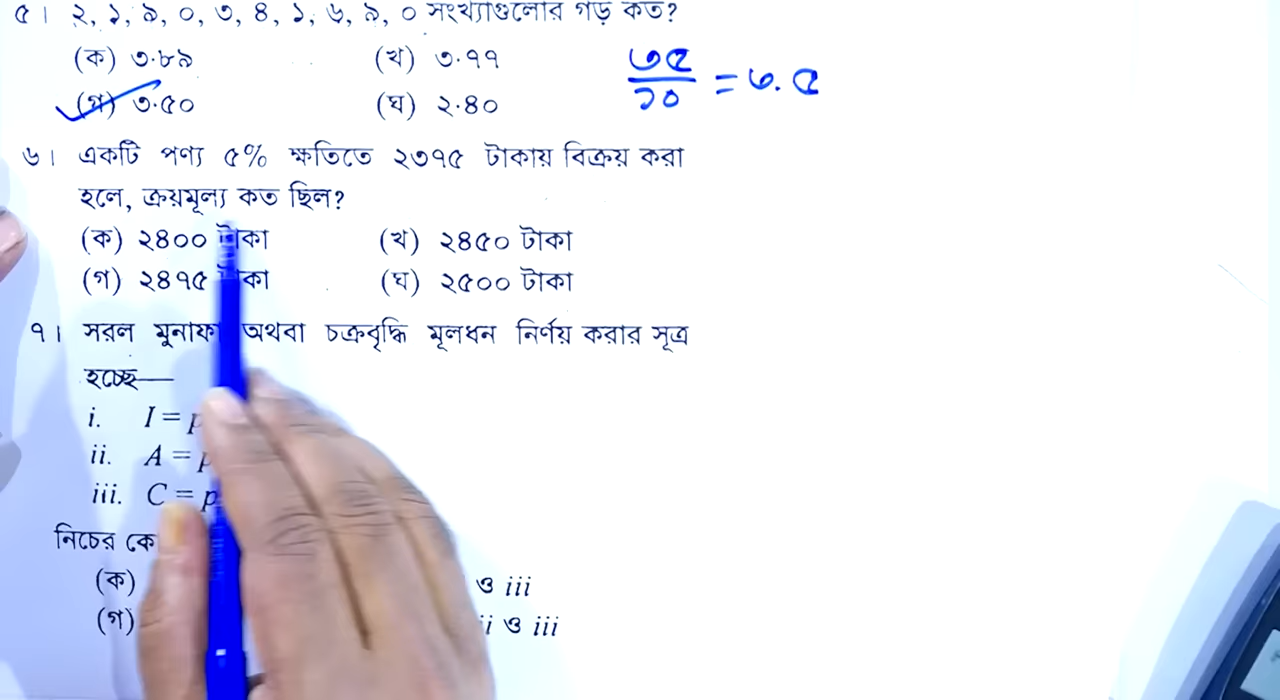 ৫। ২, ১, ৯, ০, ৩, ৪, ১, ৬, ৯, ০ সংখ্যাগুলোর গড় কত?
(ক) ৩.৮৯ (খ) ৩.৭৭
(গ) ৩.৫০ (ঘ) ২.৪০
৩৫/১০ = ৩.৫
৬। একটি পণ্য ৫% ক্ষতিতে ২৩৭৫ টাকায় বিক্রয় করা
হলে, ক্রয়মূল্য কত ছিল?
(ক) ২৪০০ টাকা (খ) ২৪৫০ টাকা
(গ) ২৪৭৫ টাকা (ঘ) ২৫০০ টাকা
৭। সরল মুনাফা অথবা চক্রবৃদ্ধি মূলধন নির্ণয় করার সূত্র
হচ্ছে—
i. I = p
ii. A = p
iii. C = p
নিচের
(ক) ও iii
(গ) ii ও iii